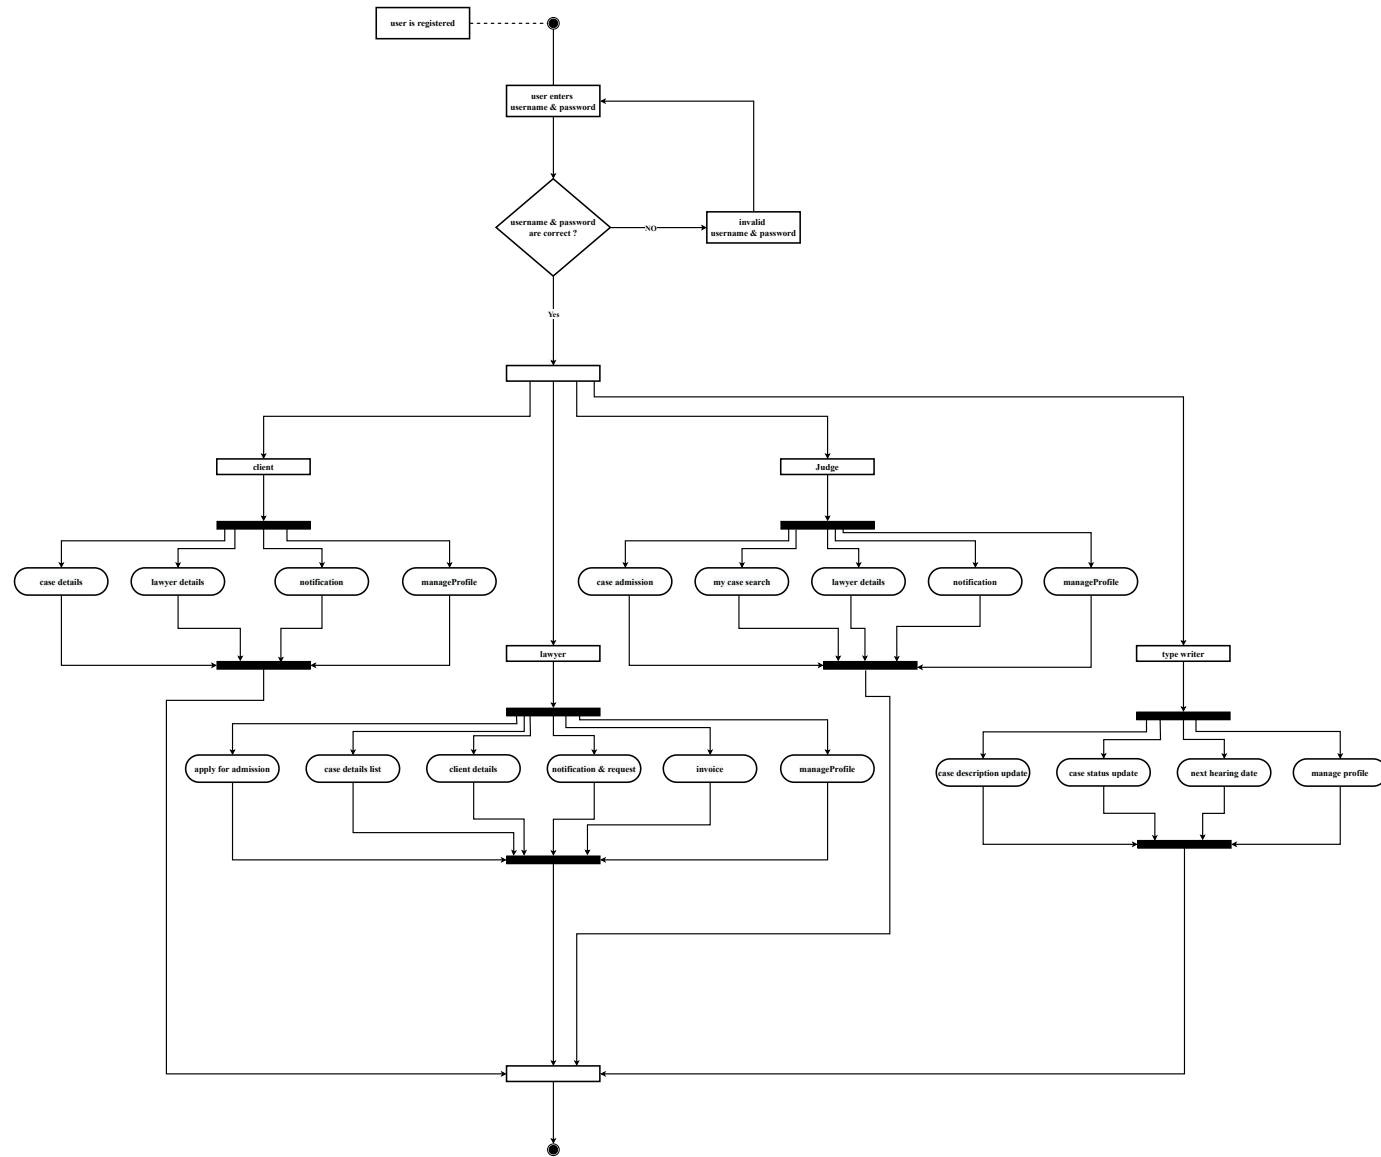 user is registered
user enters
username & password
username & password
are correct ?
NO
invalid
username & password
Yes
client
Judge
case details
lawyer details
notification
manageProfile
case admission
my case search
lawyer details
notification
manageProfile
lawyer
type writer
apply for admission
case details list
client details
notification & request
invoice
manageProfile
case description update
case status update
next hearing date
manage profile